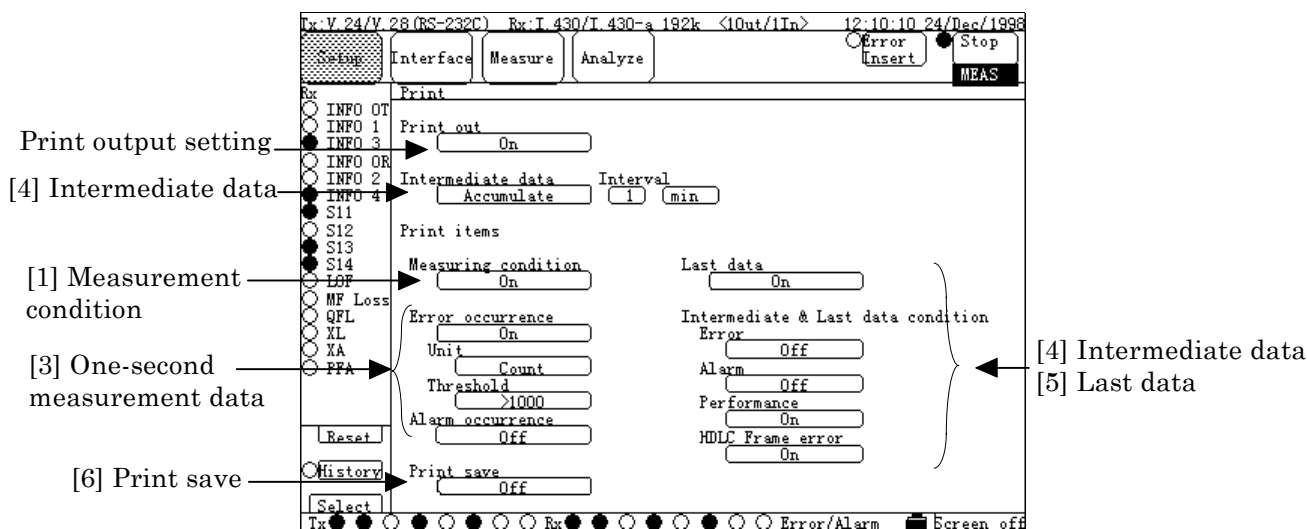 Tx:V.24/V.28(RS-232C) Rx:I.430/I.430-a 192k <1Out/1In> 12:10:10 24/Dec/1998
Setup Interface Measure Analyze Error Insert Stop
MEAS
Rx Print
INFO OT
INFO 1
INFO 3
INFO OR
INFO 2
INFO 4
S11
S12
S13
S14
LOF
MF Loss
QFL
XL
XA
PFA
Reset
History
Select
Print out
On
Intermediate data Interval
Accumulate 1 min
Print items
Measuring condition
On
Error occurrence
On
Unit
Count
Threshold
>1000
Alarm occurrence
Off
Print save
Off
Last data
On
Intermediate & Last data condition
Error
Off
Alarm
Off
Performance
On
HDLC Frame error
On
Tx Rx Error/Alarm Screen off
Print output setting
[4] Intermediate data
[1] Measurement
condition
[3] One-second
measurement data
[6] Print save
[4] Intermediate data
[5] Last data